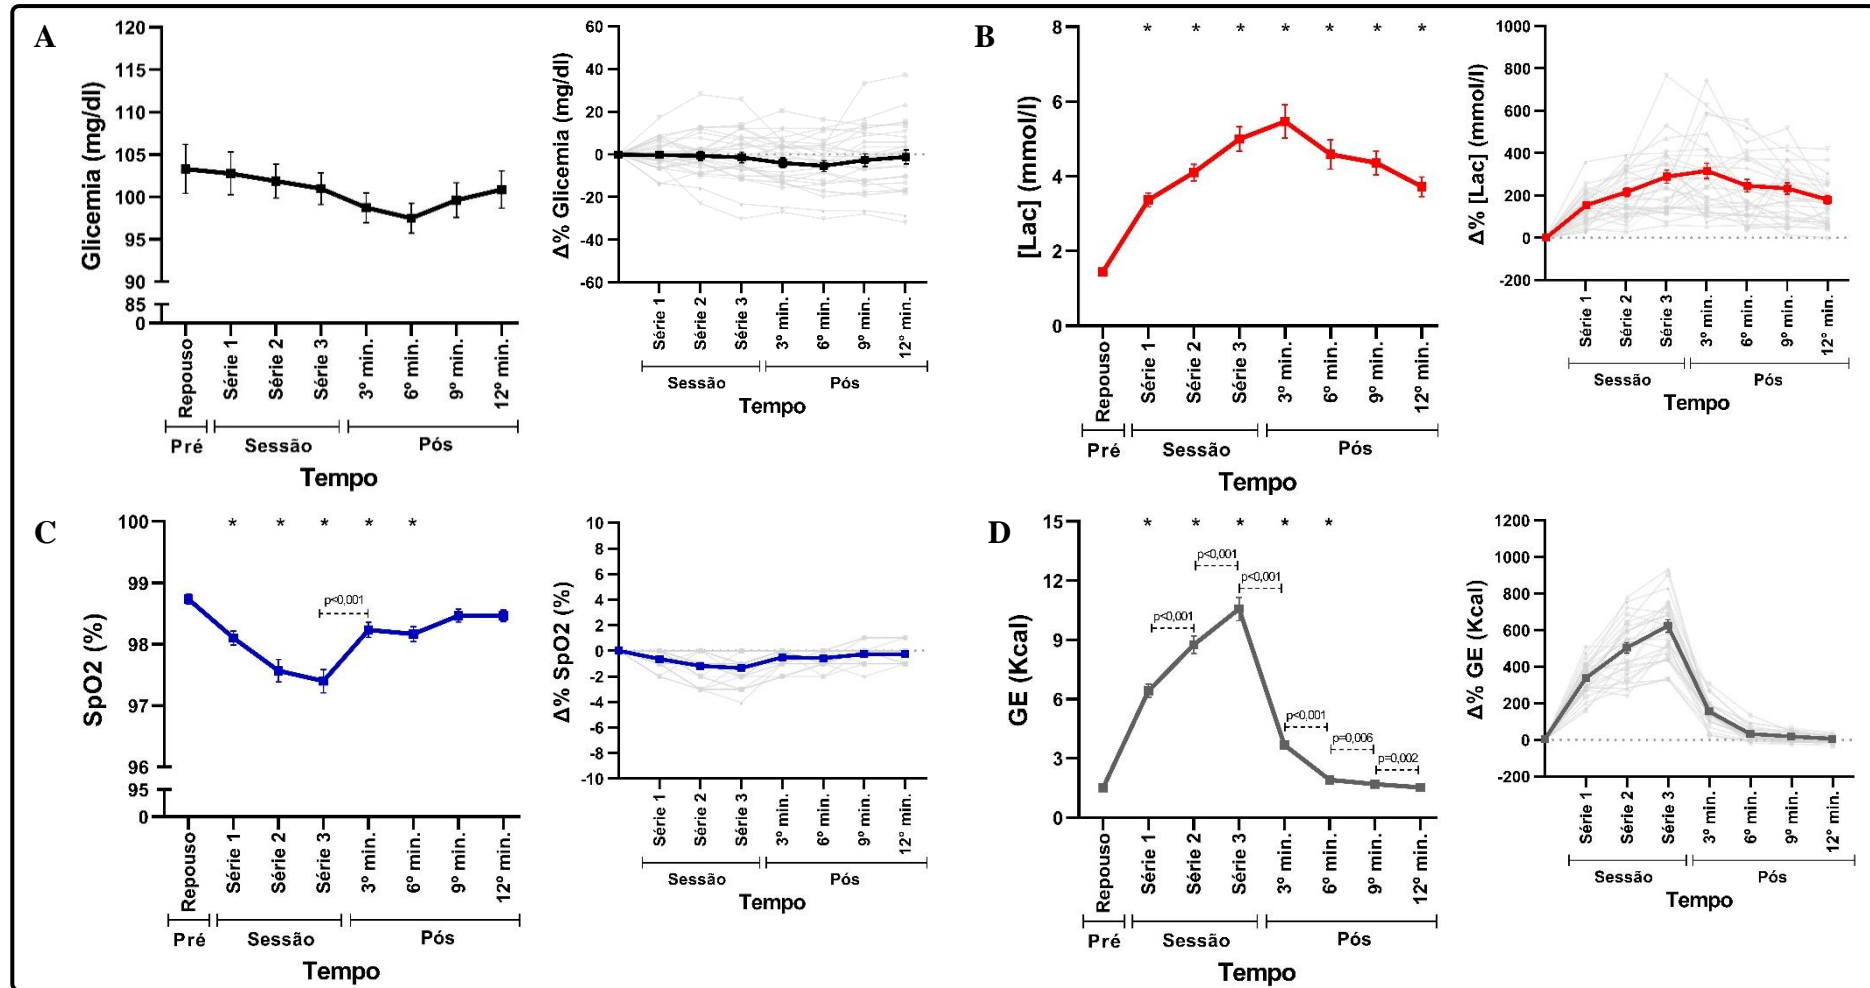 A
Glicemia (mg/dl)
120
115
110
105
100
95
90
85
0
Repouso
Série 1
Série 2
Série 3
3º min.
6º min.
9º min.
12º min.
Pré
Sessão
Pós
Tempo
Δ% Glicemia (mg/dl)
60
40
20
0
-20
-40
-60
Série 1
Série 2
Série 3
3º min.
6º min.
9º min.
12º min.
Sessão
Pós
Tempo
B
[Lac] (mmol/l)
8
6
4
2
0
* * * * * * *
Repouso
Série 1
Série 2
Série 3
3º min.
6º min.
9º min.
12º min.
Pré
Sessão
Pós
Tempo
Δ% [Lac] (mmol/l)
1000
800
600
400
200
0
-200
Série 1
Série 2
Série 3
3º min.
6º min.
9º min.
12º min.
Sessão
Pós
Tempo
C
SpO2 (%)
100
99
98
97
96
95
0
* * * * *
p<0,001
Repouso
Série 1
Série 2
Série 3
3º min.
6º min.
9º min.
12º min.
Pré
Sessão
Pós
Tempo
Δ% SpO2 (%)
10
8
6
4
2
0
-2
-4
-6
-8
-10
Série 1
Série 2
Série 3
3º min.
6º min.
9º min.
12º min.
Sessão
Pós
Tempo
D
GE (Kcal)
15
12
9
6
3
0
* * * * *
p<0,001
p<0,001
p<0,001
p<0,001
p=0,006
p=0,002
Repouso
Série 1
Série 2
Série 3
3º min.
6º min.
9º min.
12º min.
Pré
Sessão
Pós
Tempo
Δ% GE (Kcal)
1200
1000
800
600
400
200
0
-200
Série 1
Série 2
Série 3
3º min.
6º min.
9º min.
12º min.
Sessão
Pós
Tempo